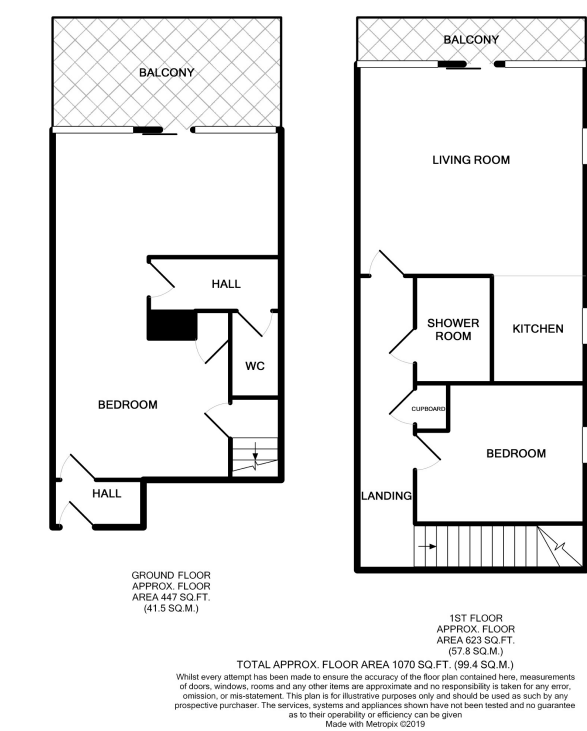 BALCONY
HALL
WC
BEDROOM
HALL
GROUND FLOOR
APPROX. FLOOR
AREA 447 SQ.FT.
(41.5 SQ.M.)
BALCONY
LIVING ROOM
SHOWER
ROOM
KITCHEN
CUPBOARD
BEDROOM
LANDING
1ST FLOOR
APPROX. FLOOR
AREA 623 SQ.FT.
(57.8 SQ.M.)
TOTAL APPROX. FLOOR AREA 1070 SQ.FT. (99.4 SQ.M.)
Whilst every attempt has been made to ensure the accuracy of the floor plan contained here, measurements
of doors, windows, rooms and any other items are approximate and no responsibility is taken for any error,
omission, or mis-statement. This plan is for illustrative purposes only and should be used as such by any
prospective purchaser. The services, systems and appliances shown have not been tested and no guarantee
as to their operability or efficiency can be given
Made with Metropix ©2019